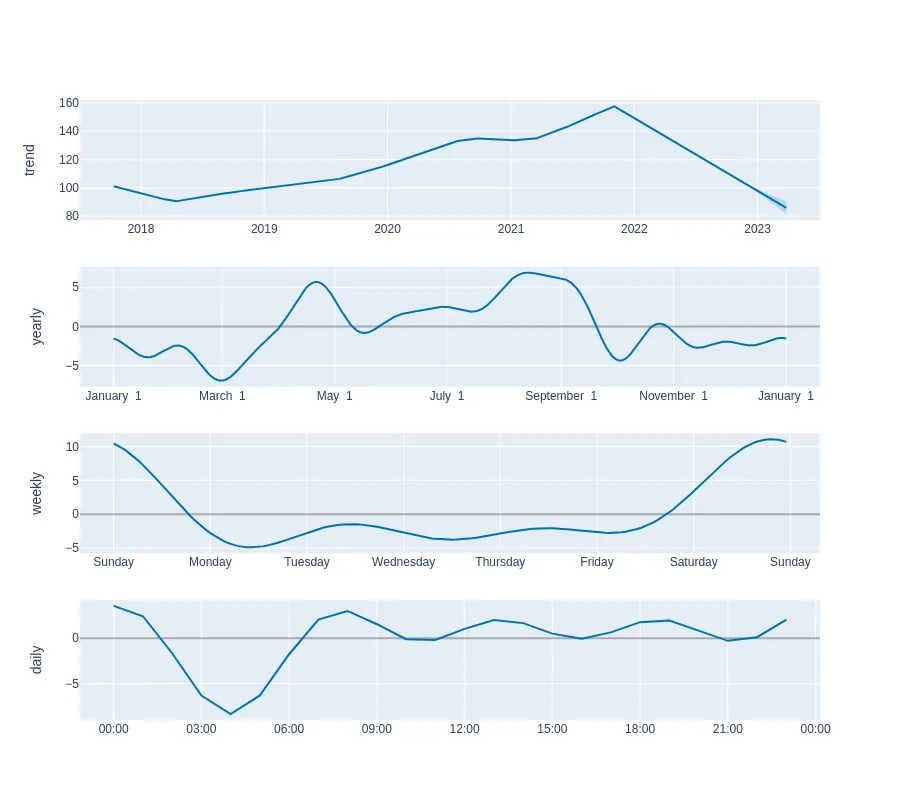 160
140
120
100
80
trend
2018 2019 2020 2021 2022 2023
5
0
−5
yearly
January 1 March 1 May 1 July 1 September 1 November 1 January 1
10
5
0
−5
weekly
Sunday Monday Tuesday Wednesday Thursday Friday Saturday Sunday
0
−5
daily
00:00 03:00 06:00 09:00 12:00 15:00 18:00 21:00 00:00